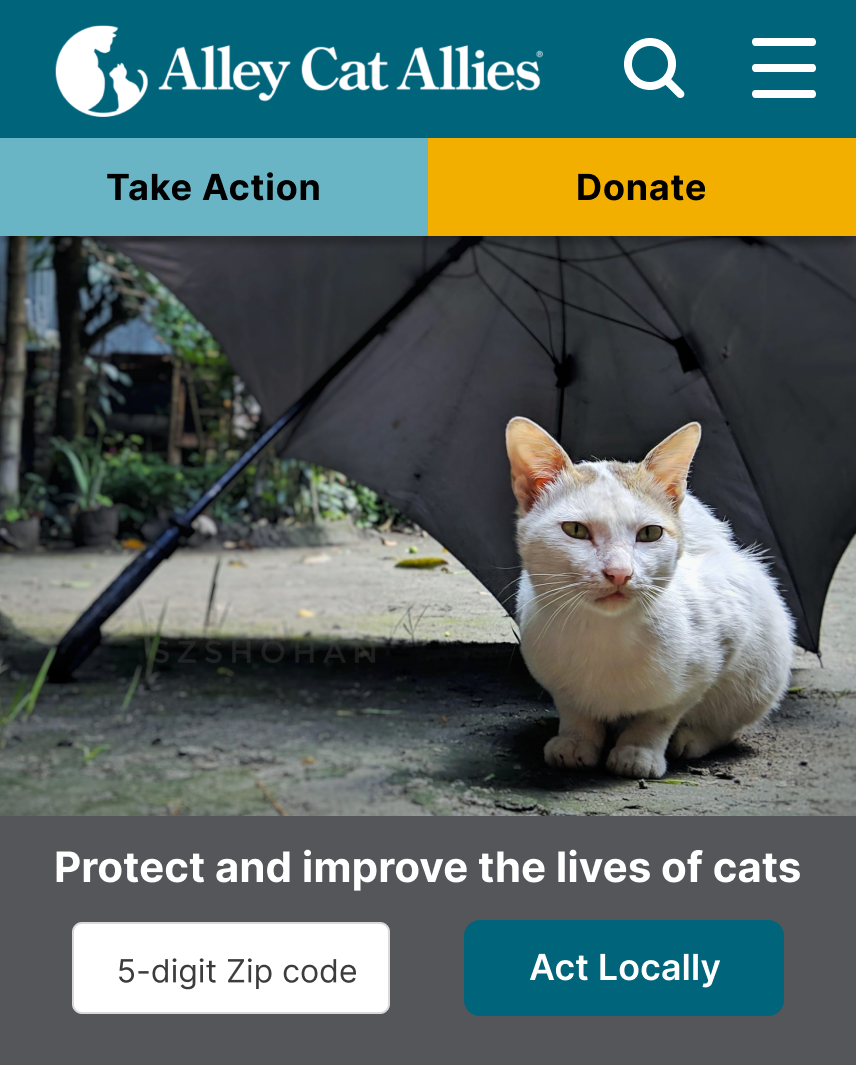 Alley Cat Allies®
Take Action
Donate
SZSHOHAN
Protect and improve the lives of cats
5-digit Zip code
Act Locally